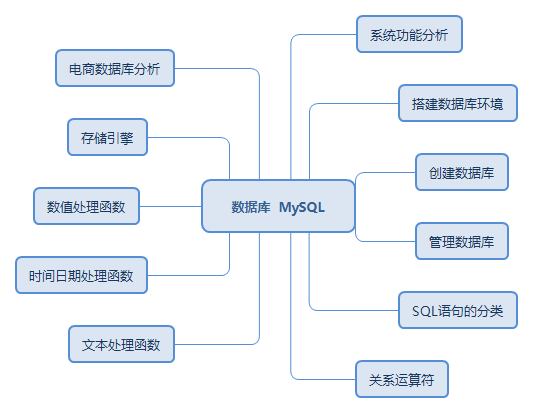 系统功能分析
电商数据库分析
搭建数据库环境
存储引擎
创建数据库
数值处理函数
数据库 MySQL
管理数据库
时间日期处理函数
SQL语句的分类
文本处理函数
关系运算符